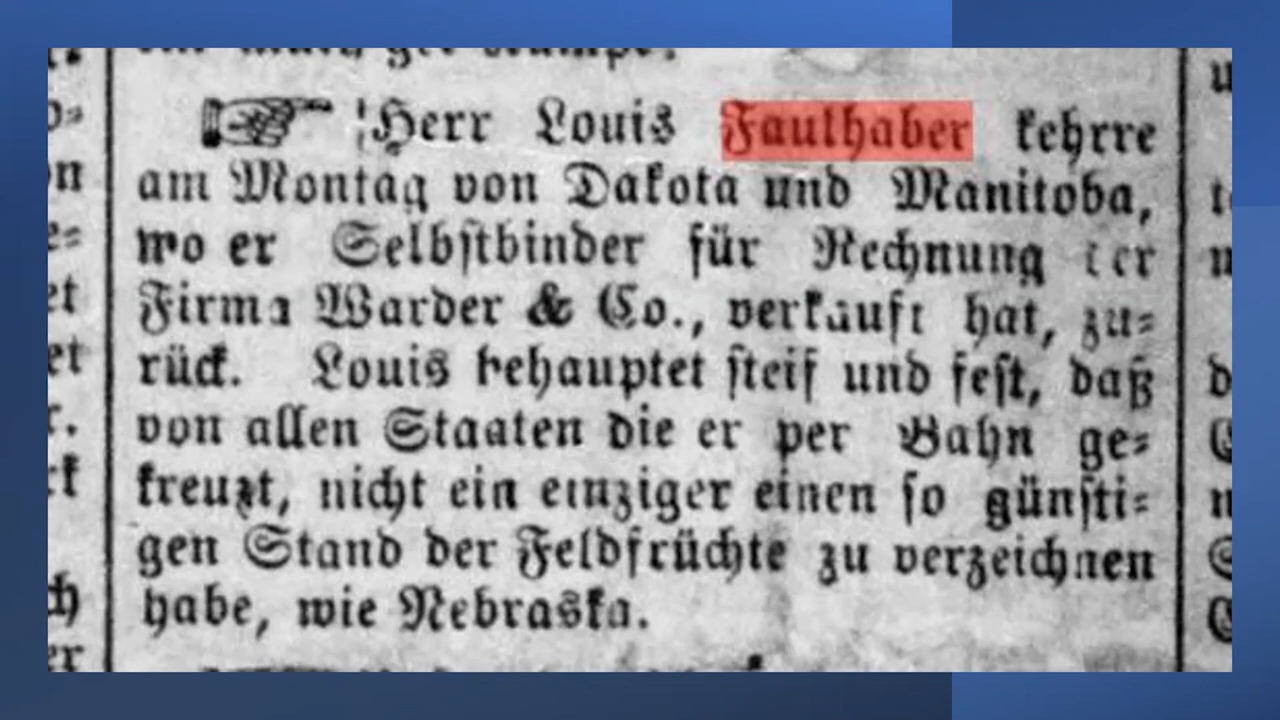 ☞ Herr Louis Faulhaber kehrre
am Montag von Dakota und Manitoba,
wo er Selbſtbinder für Rechnung der
Firma Warder & Co., verkauft hat, zu⸗
rück. Louis behauptet ſteif und feſt, daß
von allen Staaten die er per Bahn ge⸗
kreuzt, nicht ein einziger einen ſo günſti⸗
gen Stand der Feldfrüchte zu verzeichnen
habe, wie Nebraska.